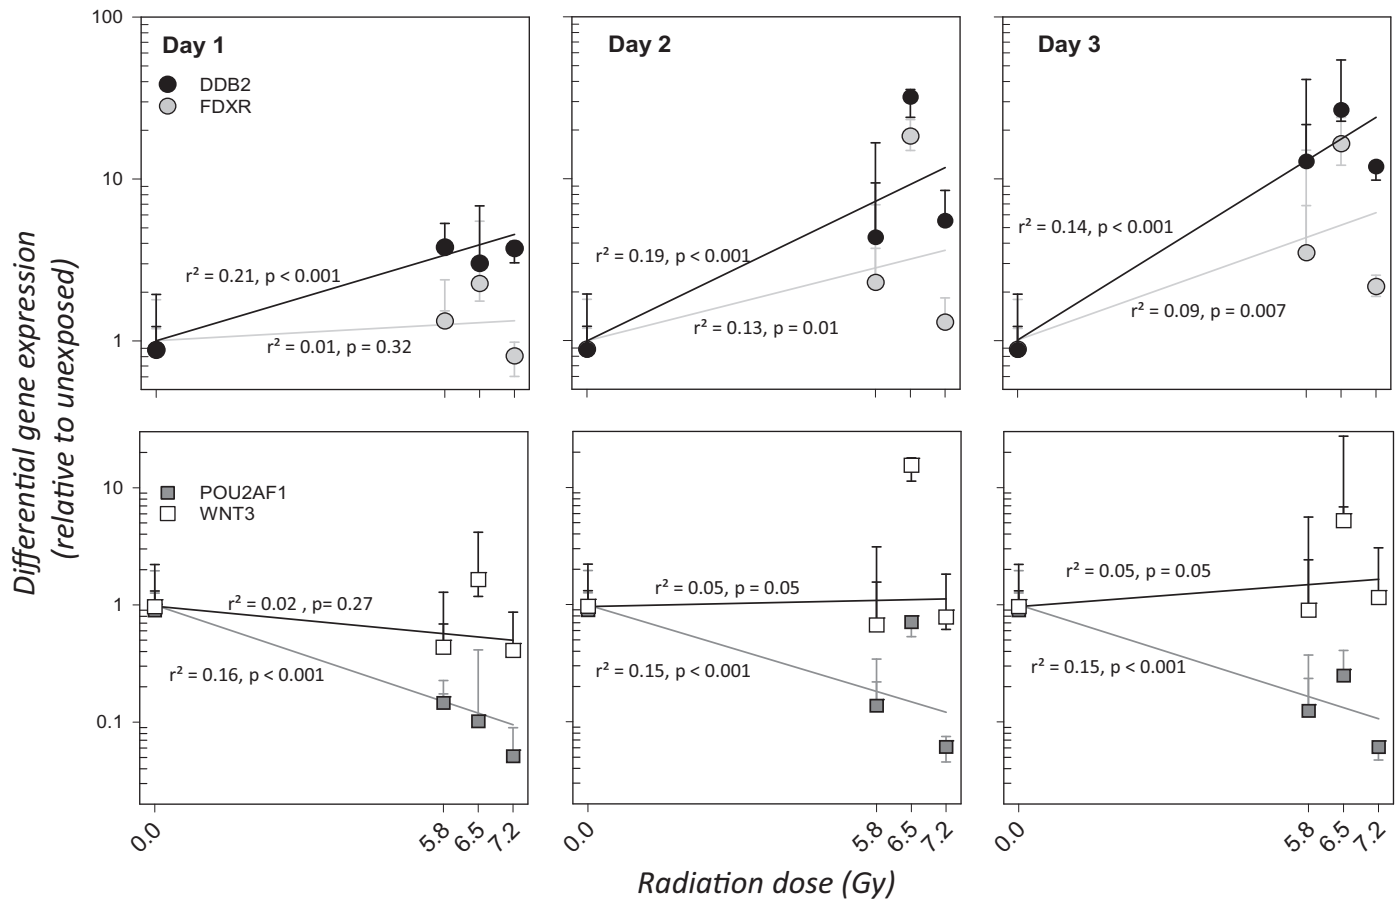 Differential gene expression
(relative to unexposed)
100
10
1
Day 1
DDB2
FDXR
r² = 0.21, p < 0.001
r² = 0.01, p = 0.32
Day 2
r² = 0.19, p < 0.001
r² = 0.13, p = 0.01
Day 3
r² = 0.14, p < 0.001
r² = 0.09, p = 0.007
10
1
0.1
POU2AF1
WNT3
r² = 0.02 , p= 0.27
r² = 0.16, p < 0.001
r² = 0.05, p = 0.05
r² = 0.15, p < 0.001
r² = 0.05, p = 0.05
r² = 0.15, p < 0.001
0.0 5.8 6.5 7.2
0.0 5.8 6.5 7.2
0.0 5.8 6.5 7.2
Radiation dose (Gy)